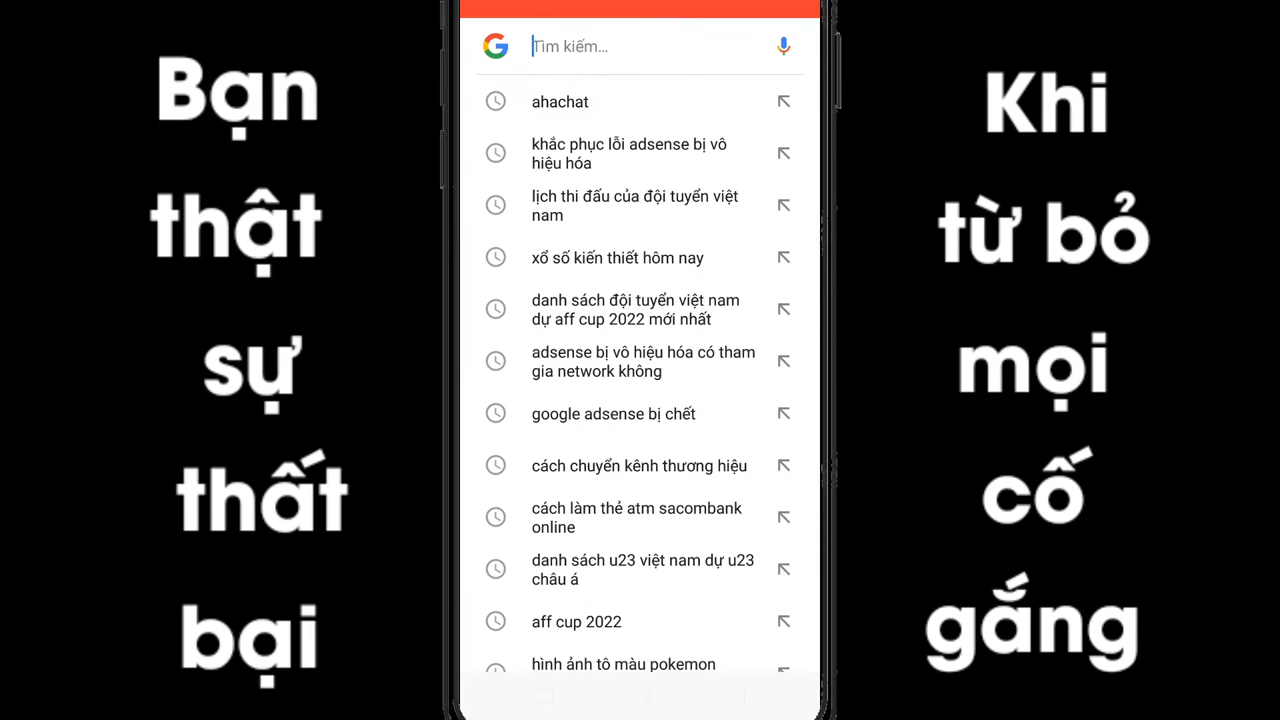 Bạn
thật
sự
thất
bại
Tìm kiếm...
ahachat
khắc phục lỗi adsense bị vô
hiệu hóa
lịch thi đấu của đội tuyển việt
nam
xổ số kiến thiết hôm nay
danh sách đội tuyển việt nam
dự aff cup 2022 mới nhất
adsense bị vô hiệu hóa có tham
gia network không
google adsense bị chết
cách chuyển kênh thương hiệu
cách làm thẻ atm sacombank
online
danh sách u23 việt nam dự u23
châu á
aff cup 2022
hình ảnh tô màu pokemon
Khi
từ bỏ
mọi
cố
gắng